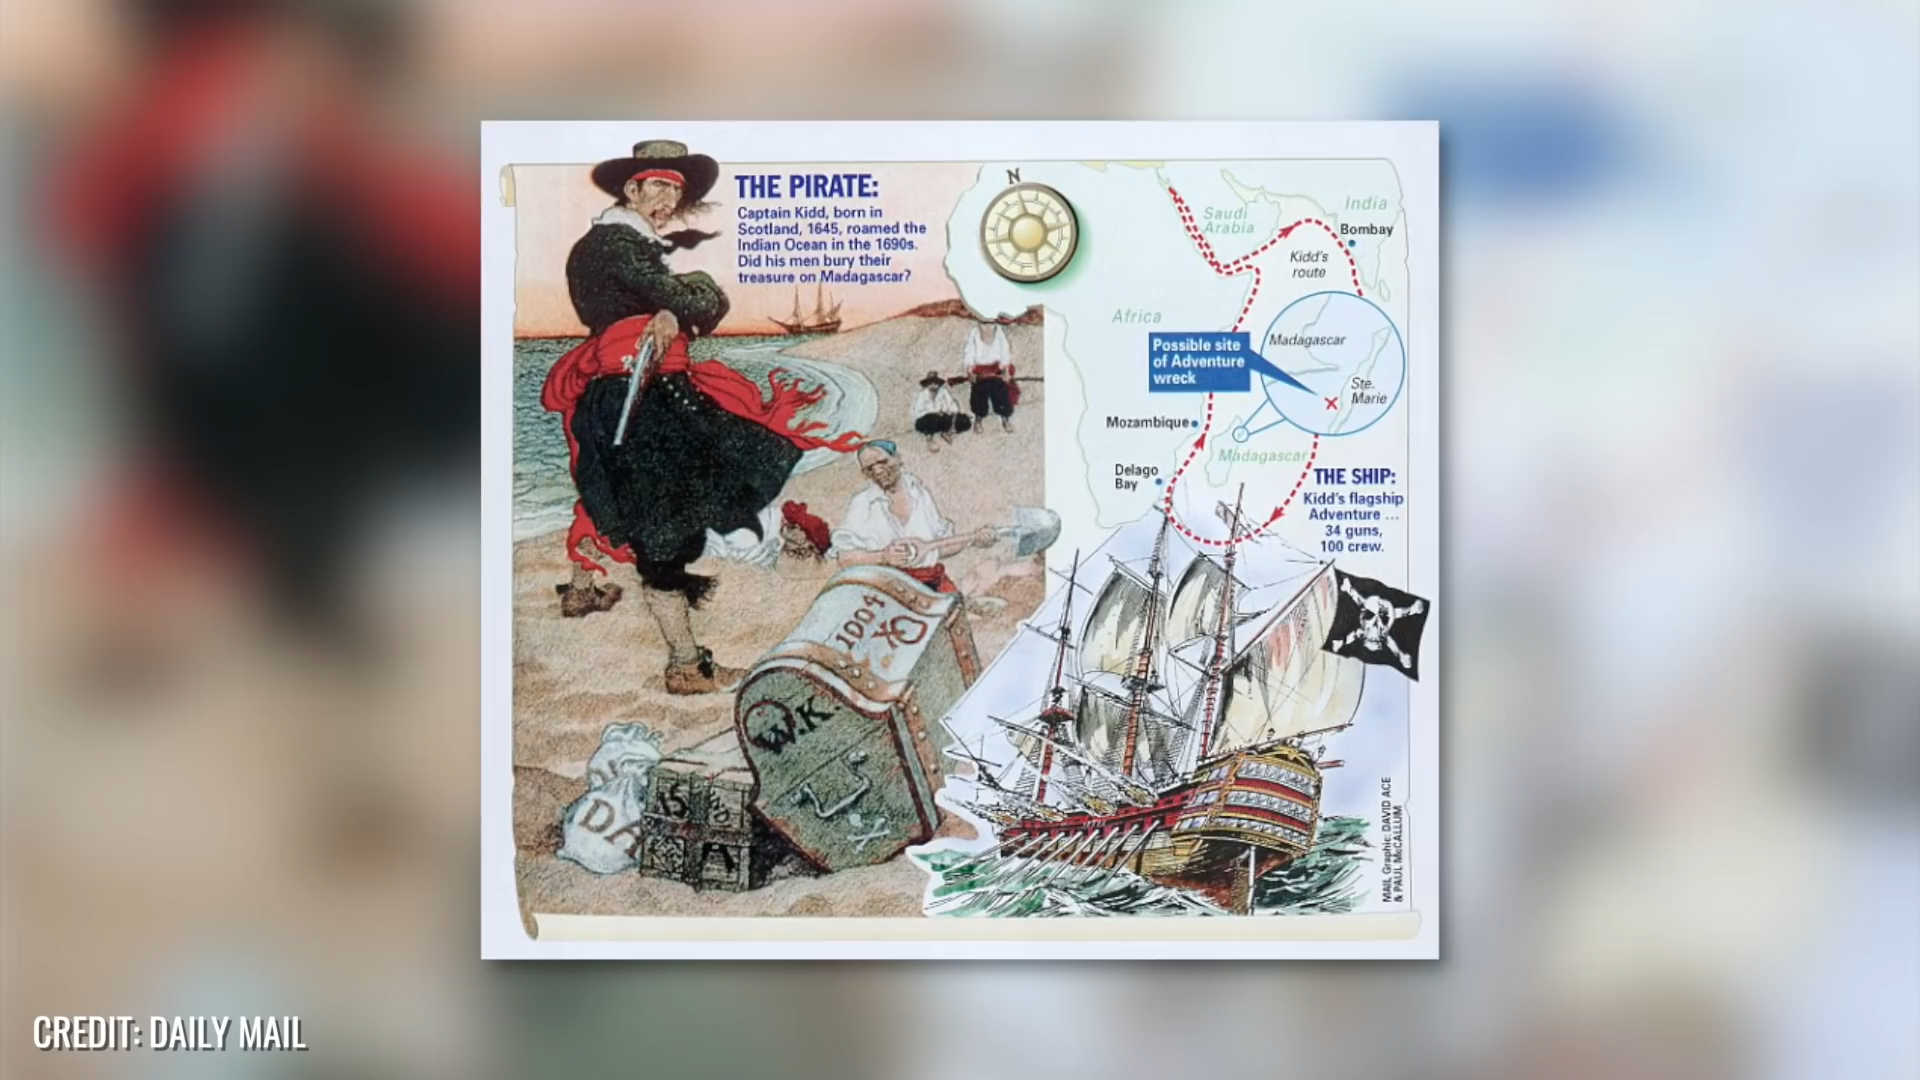 THE PIRATE:
Captain Kidd, born in
Scotland, 1645, roamed the
Indian Ocean in the 1690s.
Did his men bury their
treasure on Madagascar?
N
Saudi
Arabia
India
Bombay
Kidd's
route
Africa
Possible site
of Adventure
wreck
Madagascar
Ste.
Marie
Mozambique
Madagascar
Delago
Bay
THE SHIP:
Kidd's flagship
Adventure ...
34 guns,
100 crew.
1004
W.K.
DA
15
A
MAIL Graphic: DAVID ACE
& PAUL McCALLUM
CREDIT: DAILY MAIL